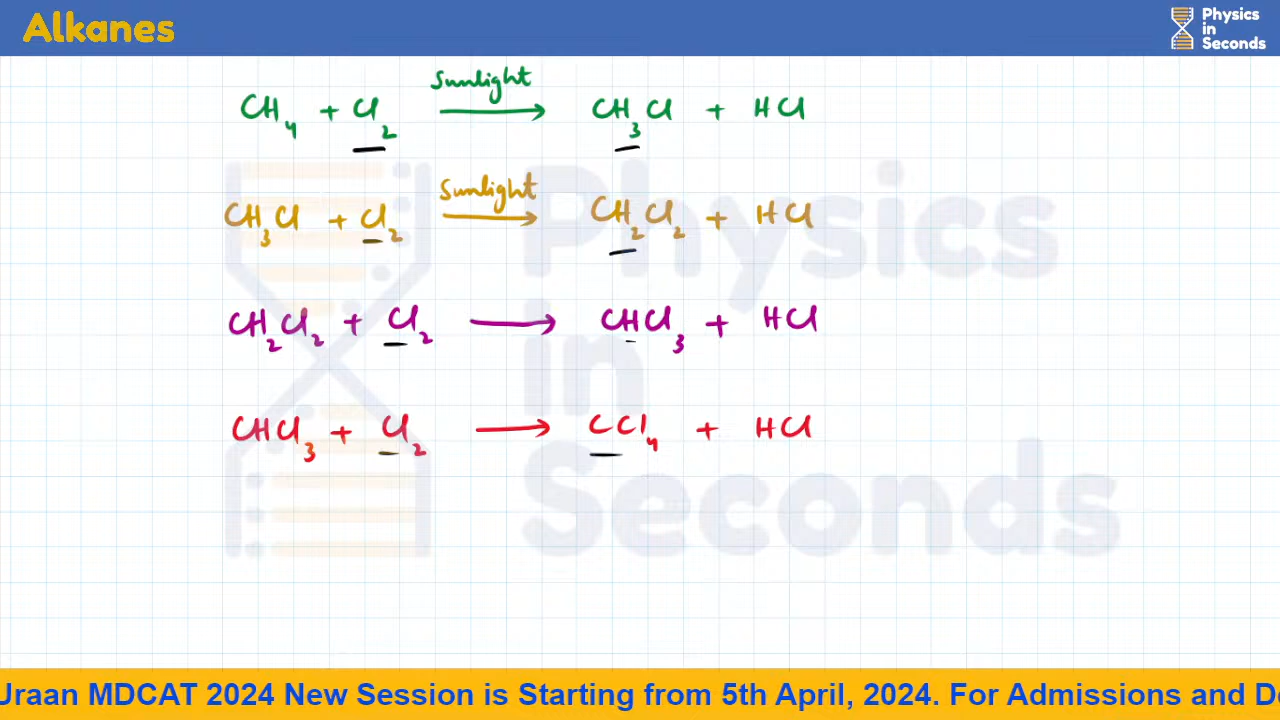 Alkanes
Physics
in
Seconds
Sunlight
CH₄ + Cl₂ ⟶ CH₃Cl + HCl
Sunlight
CH₃Cl + Cl₂ ⟶ CH₂Cl₂ + HCl
CH₂Cl₂ + Cl₂ ⟶ CHCl₃ + HCl
CHCl₃ + Cl₂ ⟶ CCl₄ + HCl
Physics
in
Seconds
Uraan MDCAT 2024 New Session is Starting from 5th April, 2024. For Admissions and